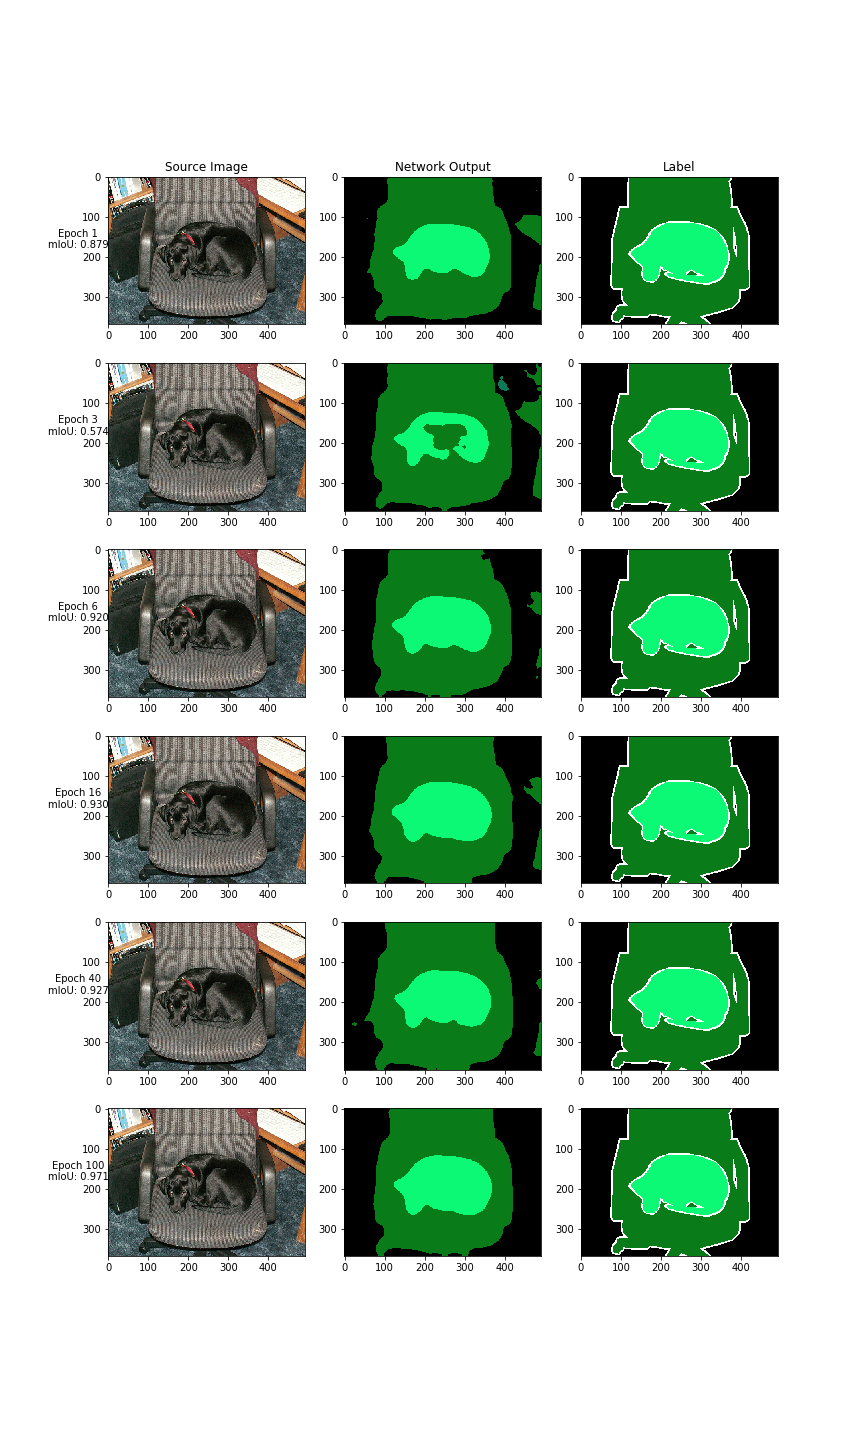 Source Image Network Output Label
0 0 0
100 100 100
Epoch 1
mIoU: 0.879
200 200 200
300 300 300
0 100 200 300 400 0 100 200 300 400 0 100 200 300 400
0 0 0
100 100 100
Epoch 3
mIoU: 0.574
200 200 200
300 300 300
0 100 200 300 400 0 100 200 300 400 0 100 200 300 400
0 0 0
100 100 100
Epoch 6
mIoU: 0.920
200 200 200
300 300 300
0 100 200 300 400 0 100 200 300 400 0 100 200 300 400
0 0 0
100 100 100
Epoch 16
mIoU: 0.930
200 200 200
300 300 300
0 100 200 300 400 0 100 200 300 400 0 100 200 300 400
0 0 0
100 100 100
Epoch 40
mIoU: 0.927
200 200 200
300 300 300
0 100 200 300 400 0 100 200 300 400 0 100 200 300 400
0 0 0
100 100 100
Epoch 100
mIoU: 0.971
200 200 200
300 300 300
0 100 200 300 400 0 100 200 300 400 0 100 200 300 400